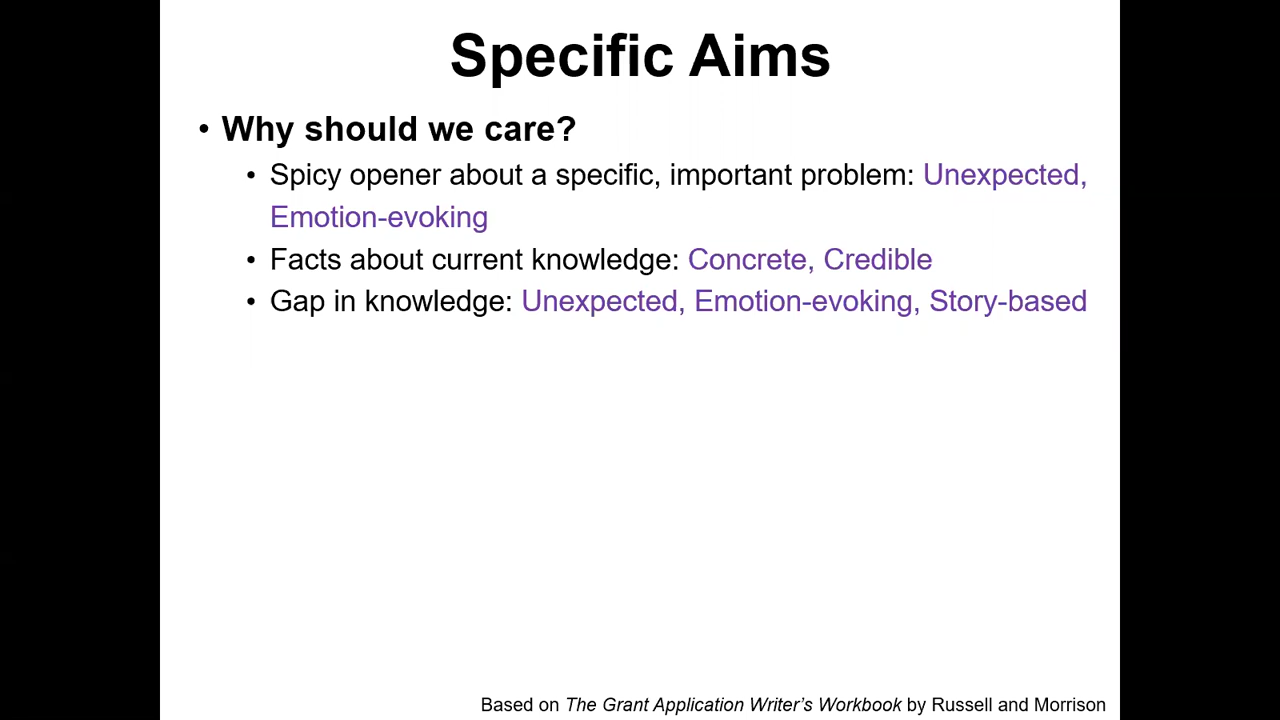 Specific Aims
• Why should we care?
• Spicy opener about a specific, important problem: Unexpected,
Emotion-evoking
• Facts about current knowledge: Concrete, Credible
• Gap in knowledge: Unexpected, Emotion-evoking, Story-based
Based on The Grant Application Writer’s Workbook by Russell and Morrison